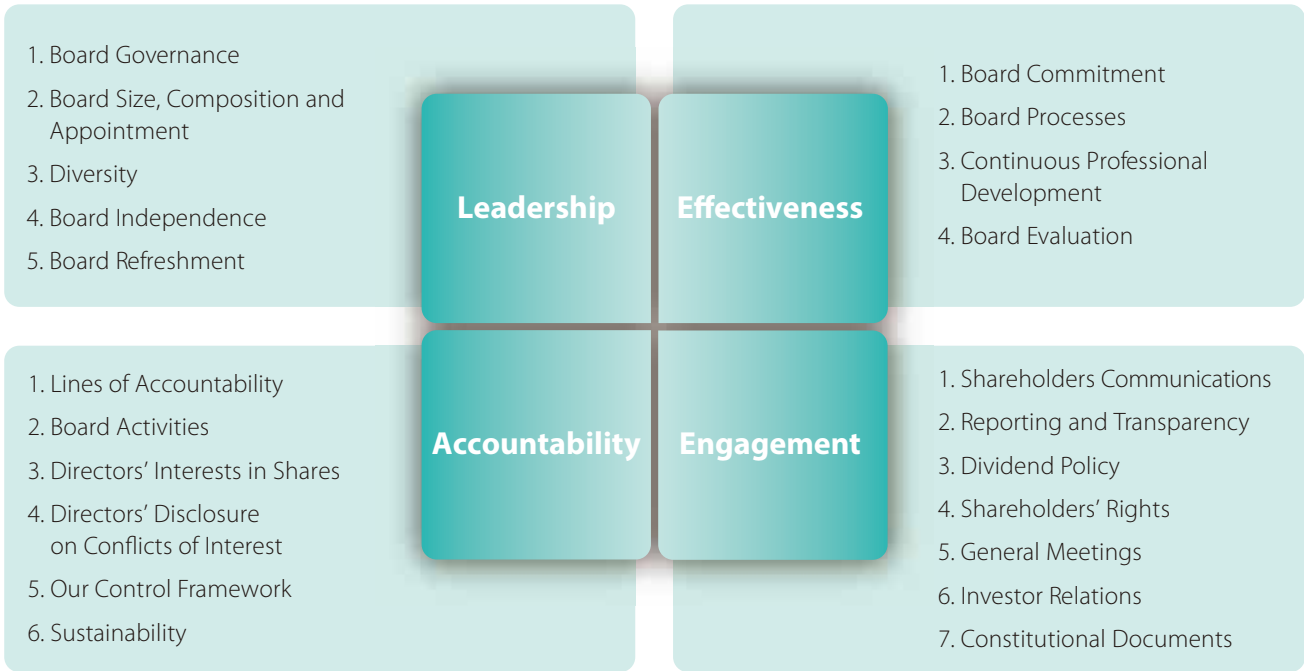 1. Board Governance
2. Board Size, Composition and
Appointment
3. Diversity
4. Board Independence
5. Board Refreshment
Leadership
Effectiveness
1. Board Commitment
2. Board Processes
3. Continuous Professional
Development
4. Board Evaluation
1. Lines of Accountability
2. Board Activities
3. Directors’ Interests in Shares
4. Directors’ Disclosure
on Conflicts of Interest
5. Our Control Framework
6. Sustainability
Accountability
Engagement
1. Shareholders Communications
2. Reporting and Transparency
3. Dividend Policy
4. Shareholders’ Rights
5. General Meetings
6. Investor Relations
7. Constitutional Documents